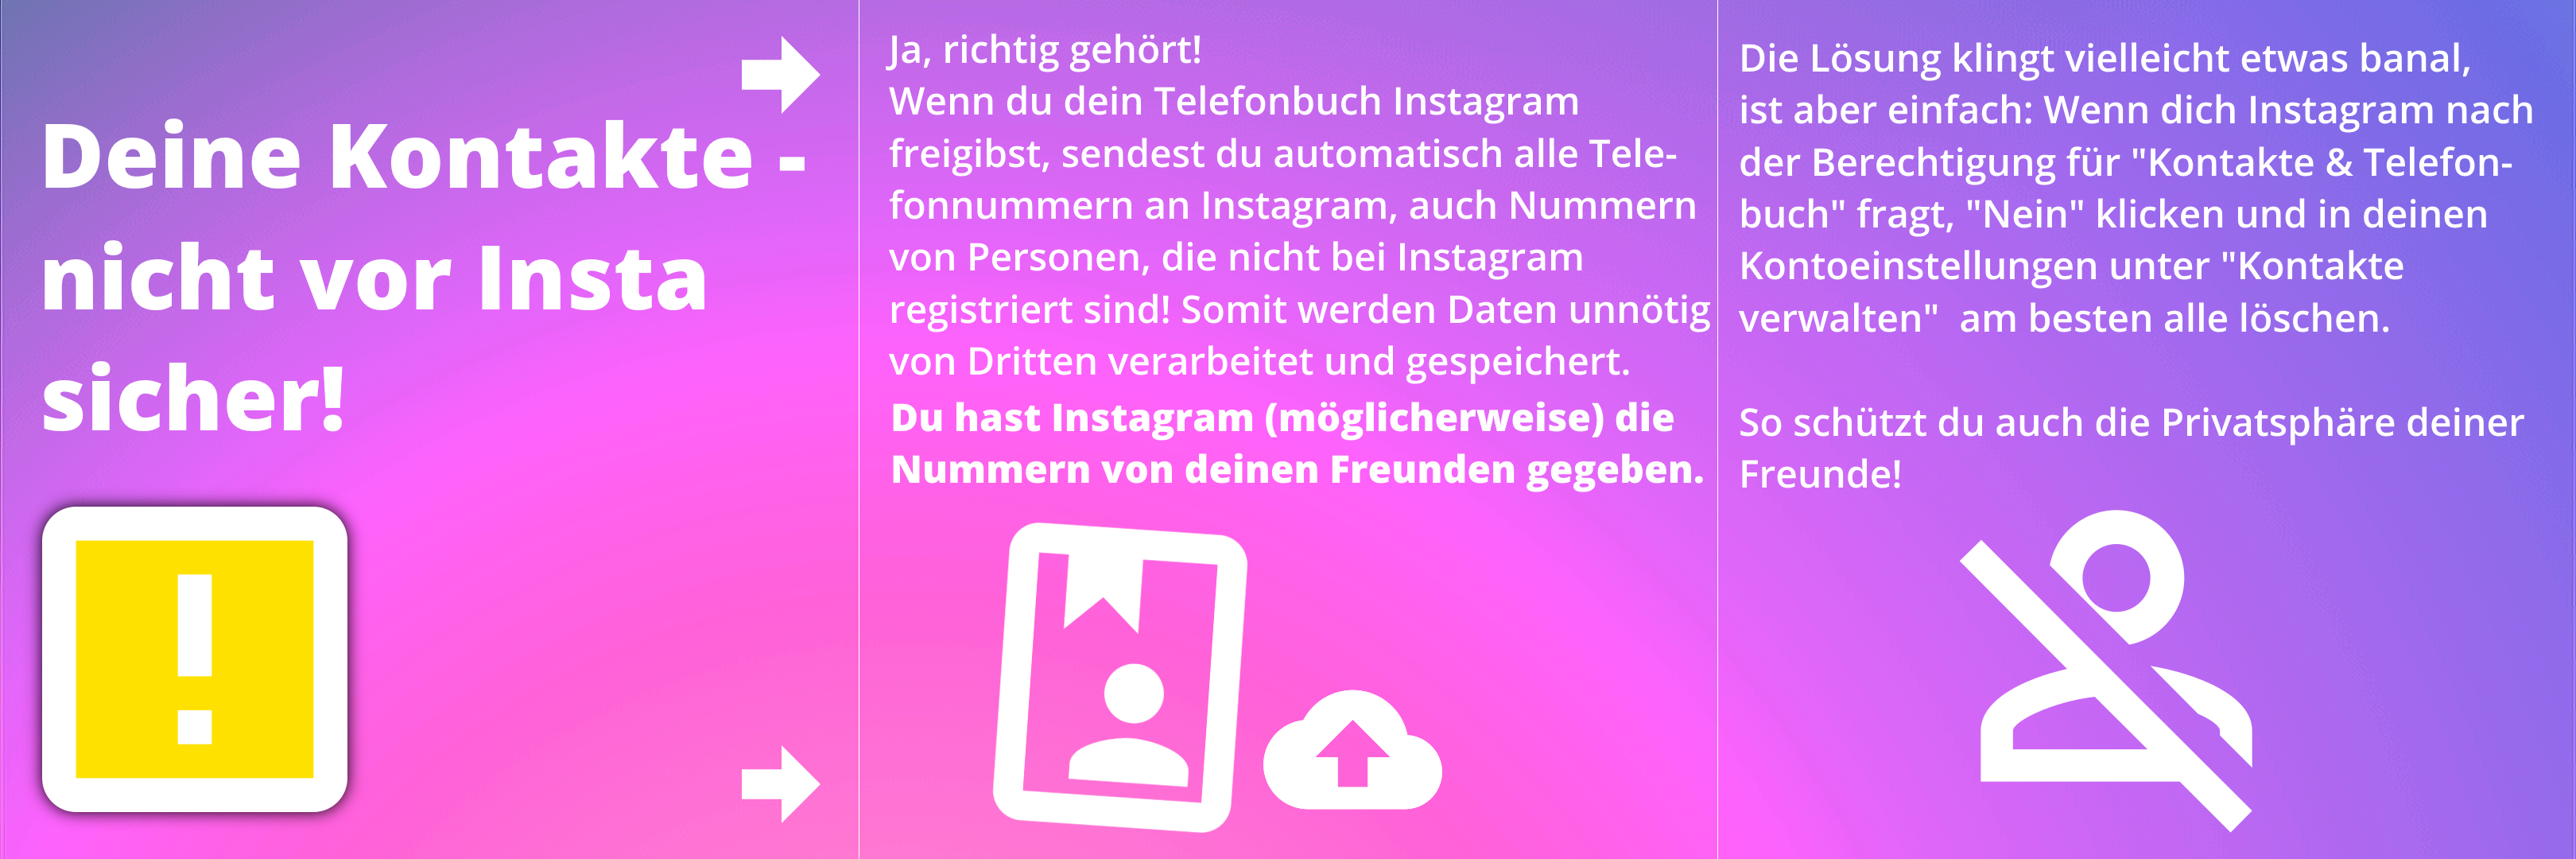 Deine Kontakte -
nicht vor Insta
sicher!
Ja, richtig gehört!
Wenn du dein Telefonbuch Instagram
freigibst, sendest du automatisch alle Tele-
fonnummern an Instagram, auch Nummern
von Personen, die nicht bei Instagram
registriert sind! Somit werden Daten unnötig
von Dritten verarbeitet und gespeichert.
Du hast Instagram (möglicherweise) die
Nummern von deinen Freunden gegeben.
Die Lösung klingt vielleicht etwas banal,
ist aber einfach: Wenn dich Instagram nach
der Berechtigung für "Kontakte & Telefon-
buch" fragt, "Nein" klicken und in deinen
Kontoeinstellungen unter "Kontakte
verwalten"  am besten alle löschen.
So schützt du auch die Privatsphäre deiner
Freunde!